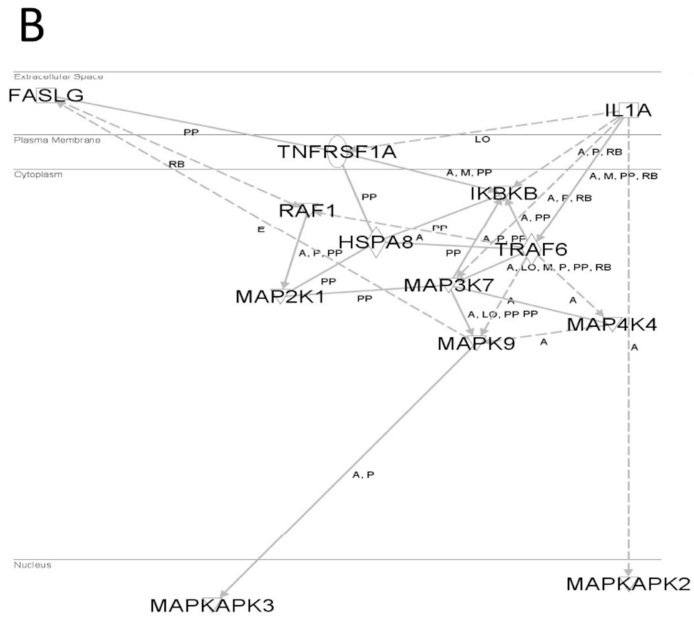 B
Extracellular Space
FASLG
IL1A
PP
Plasma Membrane
LO
TNFRSF1A
A, P, RB
RB
Cytoplasm
A, M, PP
A, M, PP, RB
IKBKB
PP
A, P, RB
RAF1
A, PP
E
PP
A
A, P, PP
HSPA8
TRAF6
A, P, PP
PP
A, LO, M, P, PP, RB
PP
MAP3K7
MAP2K1
PP
A
A
A, LO, PP PP
MAP4K4
MAPK9
A
A
A, P
Nucleus
MAPKAPK2
MAPKAPK3